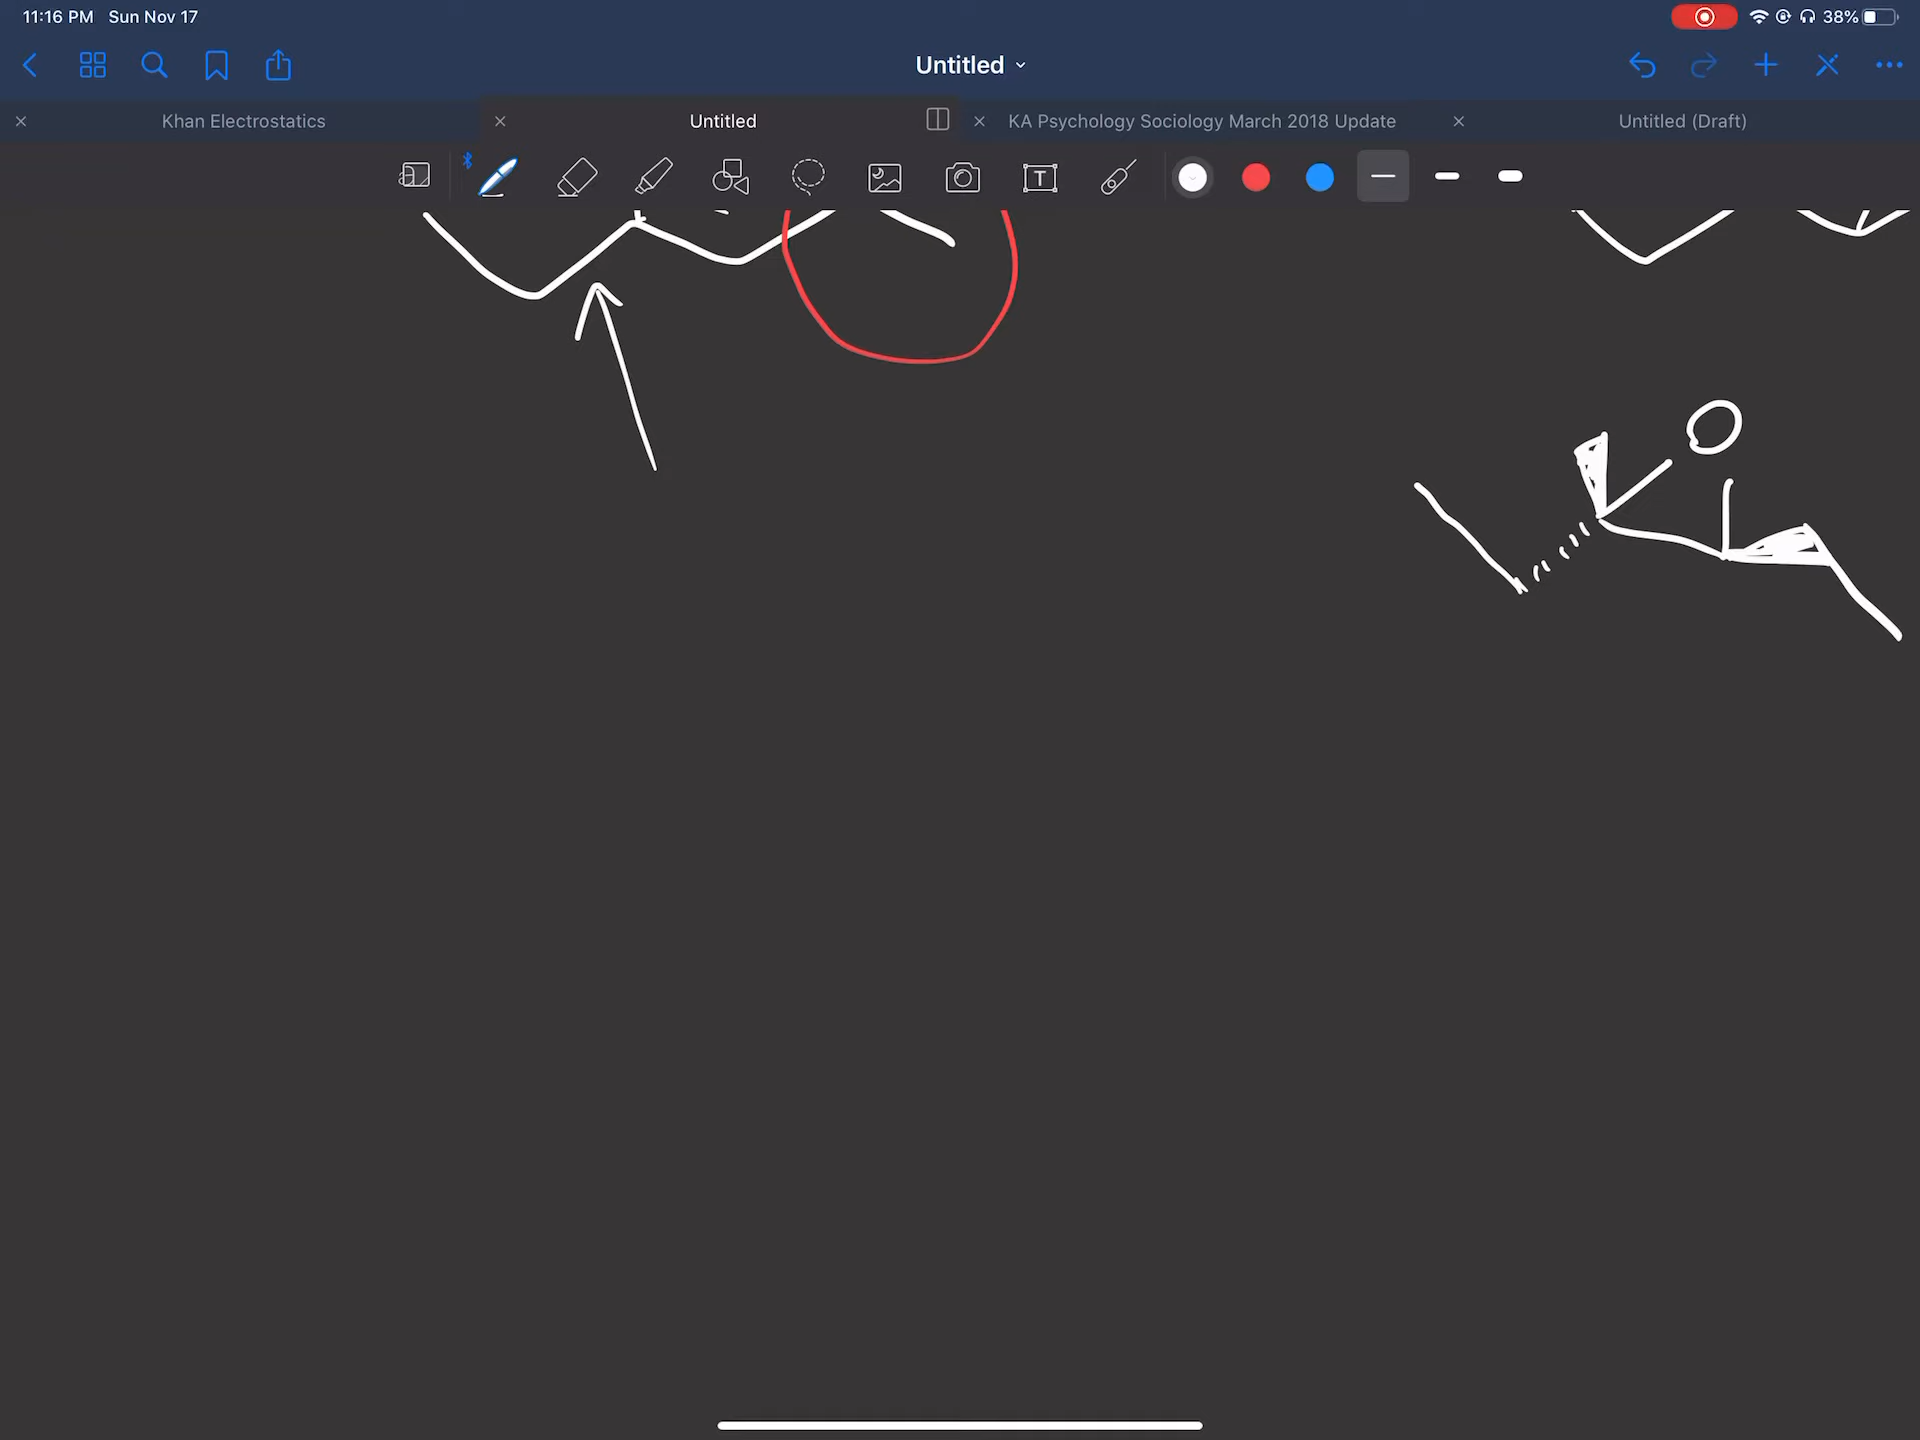 11:16 PM Sun Nov 17
38%
Untitled
Khan Electrostatics
Untitled
KA Psychology Sociology March 2018 Update
Untitled (Draft)
T
O